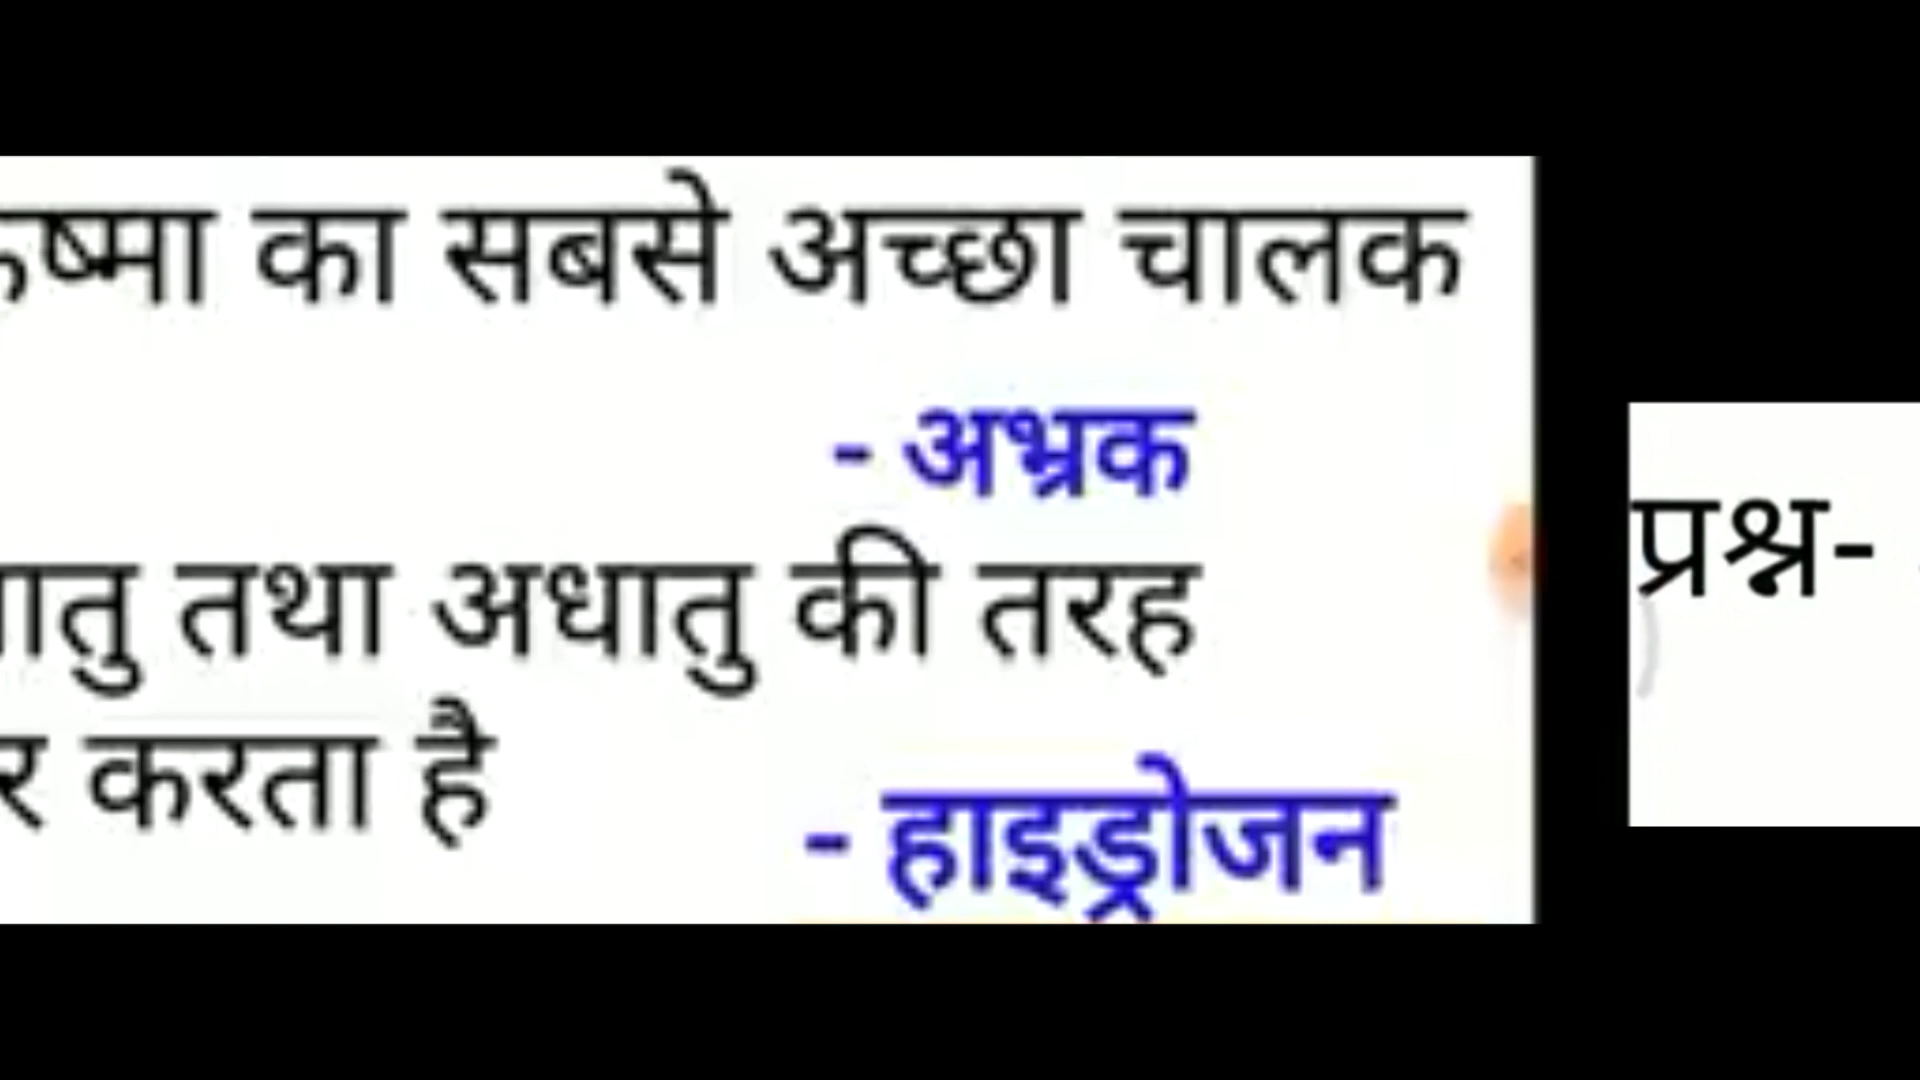 का सबसे अच्छा चालक
- अभ्रक
तथा अधातु की तरह
करता है
- हाइड्रोजन
प्रश्न-